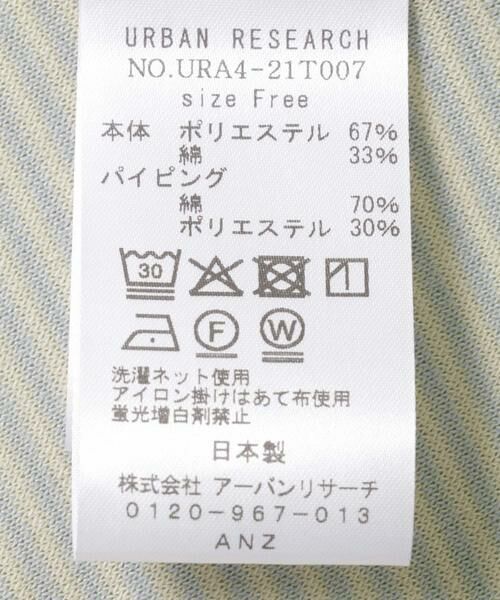 URBAN RESEARCH
NO.URA4-21T007
size Free
本体 ポリエステル 67%
綿 33%
パイピング
綿 70%
ポリエステル 30%
30
F W
洗濯ネット使用
アイロン掛けはあて布使用
蛍光増白剤禁止
日本製
株式会社 アーバンリサーチ
0120-967-013
ANZ